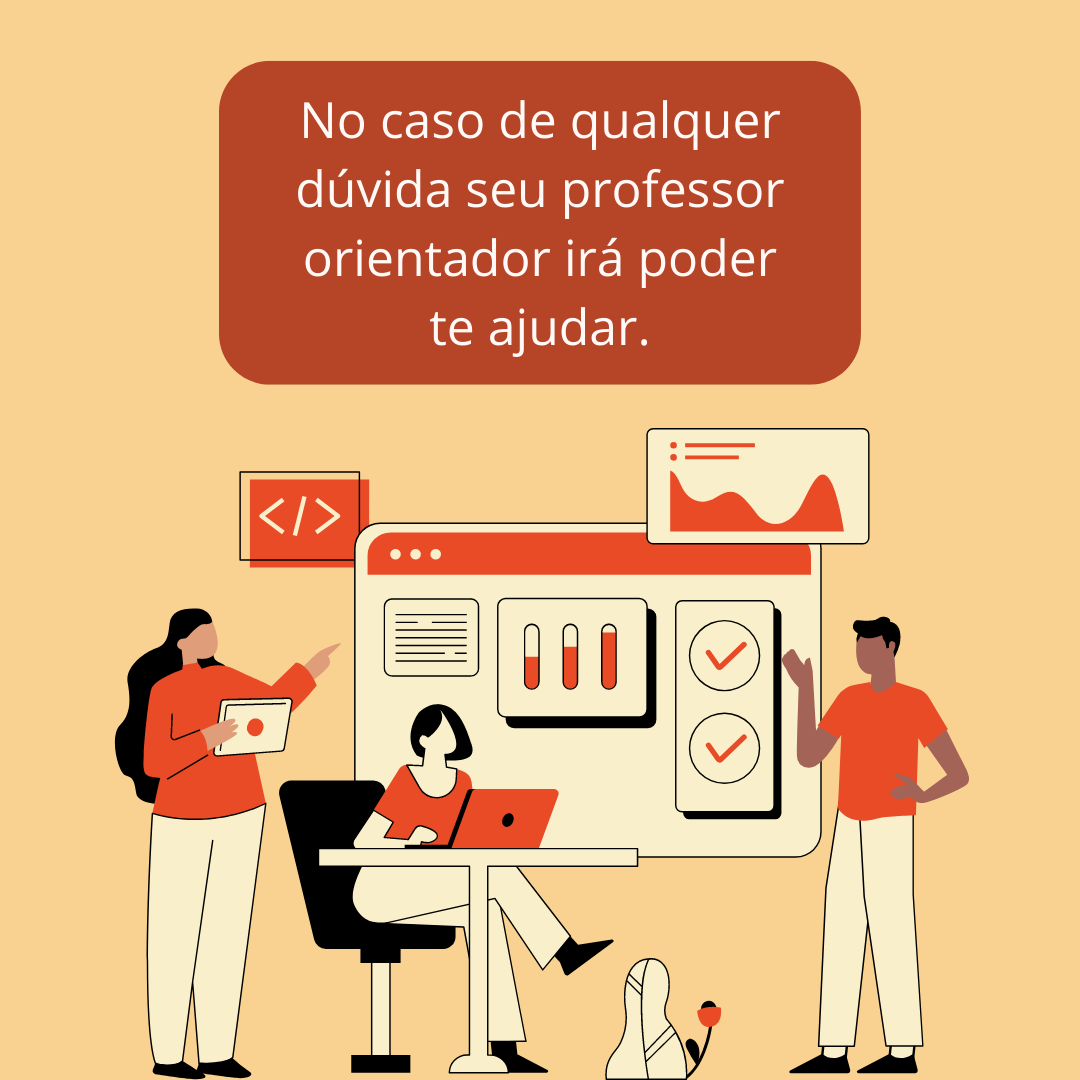 No caso de qualquer
dúvida seu professor
orientador irá poder
te ajudar.
</>